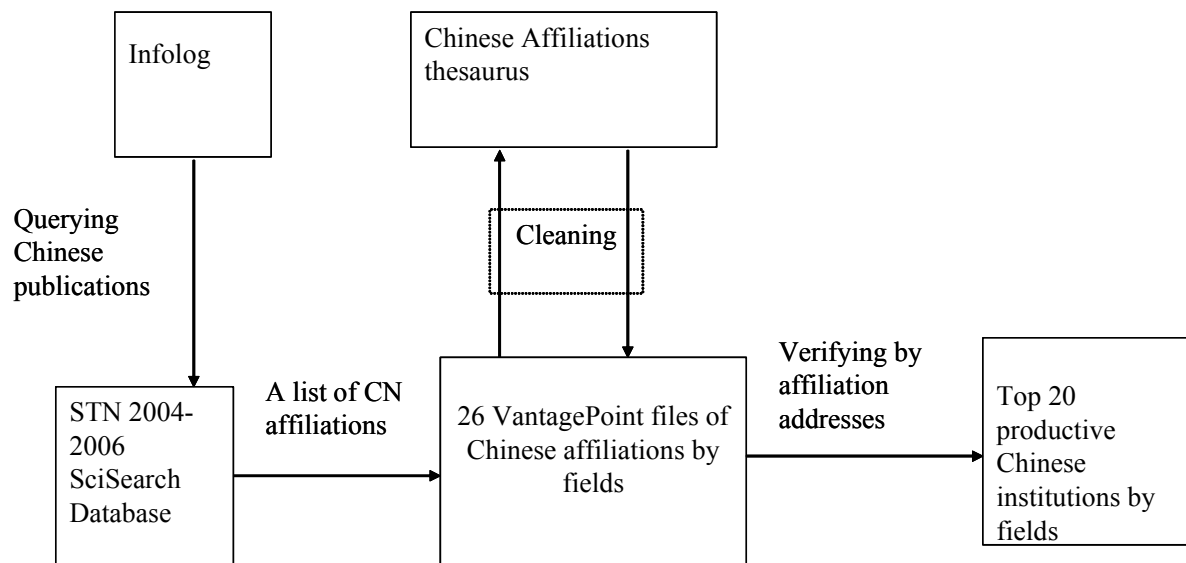 Infolog
Chinese Affiliations
thesaurus
Querying
Chinese
publications
Cleaning
STN 2004-
2006
SciSearch
Database
A list of CN
affiliations
26 VantagePoint files of
Chinese affiliations by
fields
Verifying by
affiliation
addresses
Top 20
productive
Chinese
institutions by
fields